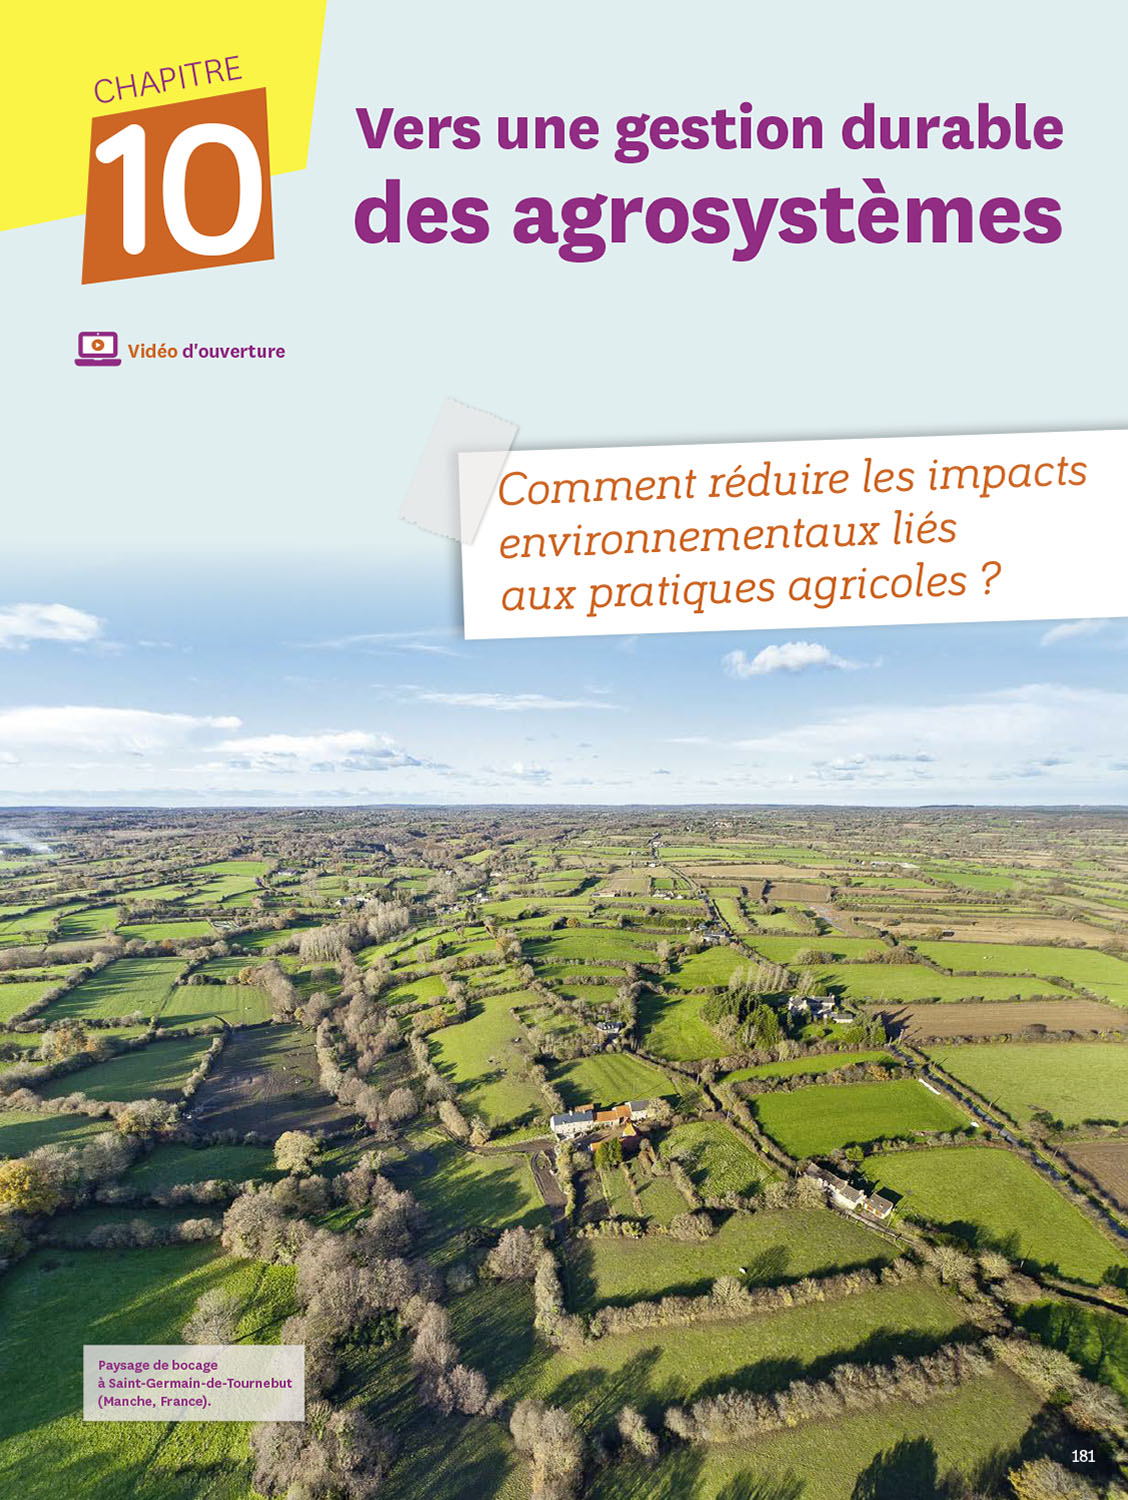 CHAPITRE
10
Vers une gestion durable
des agrosystèmes
Vidéo d'ouverture
Comment réduire les impacts
environnementaux liés
aux pratiques agricoles ?
Paysage de bocage
à Saint-Germain-de-Tournebut
(Manche, France).
181